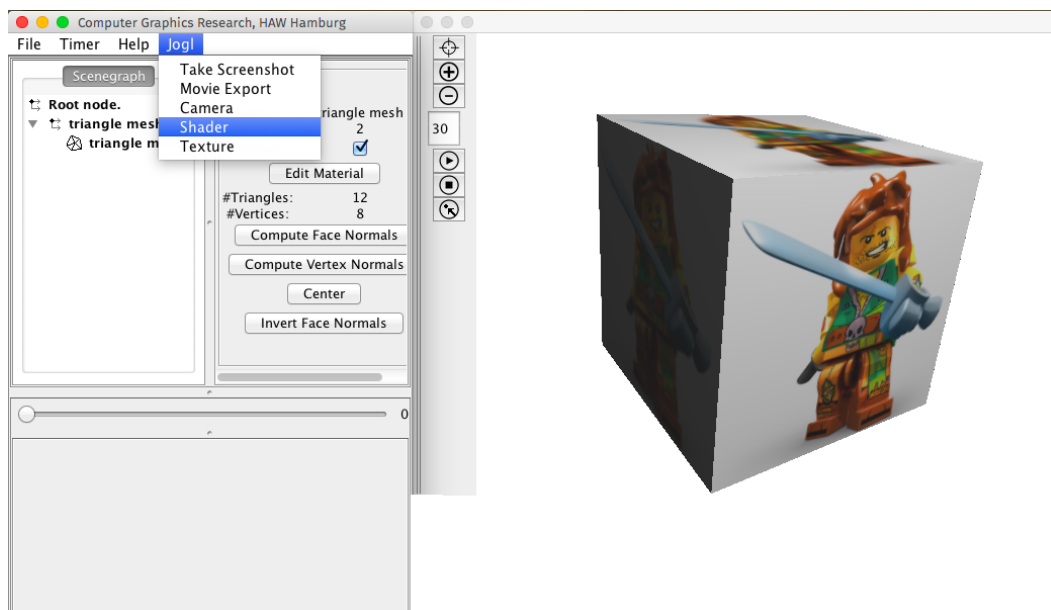 Computer Graphics Research, HAW Hamburg
File Timer Help Jogl
Take Screenshot
Movie Export
Camera
Shader
Texture
Scenegraph
Root node.
triangle mesh
triangle m
riangle mesh
2
Edit Material
#Triangles: 12
#Vertices: 8
Compute Face Normals
Compute Vertex Normals
Center
Invert Face Normals
0
30